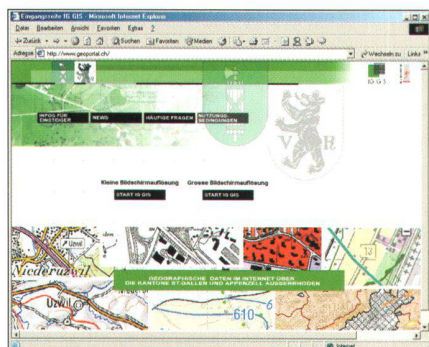 Eingangsseite IG GIS - Microsoft Internet Explorer
Datei Bearbeiten Ansicht Favoriten Extras ?
Zurück Suchen Favoriten Medien
Adresse http://www.geoportal.ch/ Wechseln zu Links »
IG G S
INFOS FÜR EINSTEIGER NEWS HÄUFIGE FRAGEN NUTZUNGS BEDINGUNGEN
V R
Kleine Bildschirmauflösung Grosse Bildschirmauflösung
START IG GIS START IG GIS
Uzwil
13
Niederuzwil
GEOGRAPHISCHE DATEN IM INTERNET ÜBER
DIE KANTONE ST.GALLEN UND APPENZELL AUSSERRHODEN
Uzwil
610
6
Internet